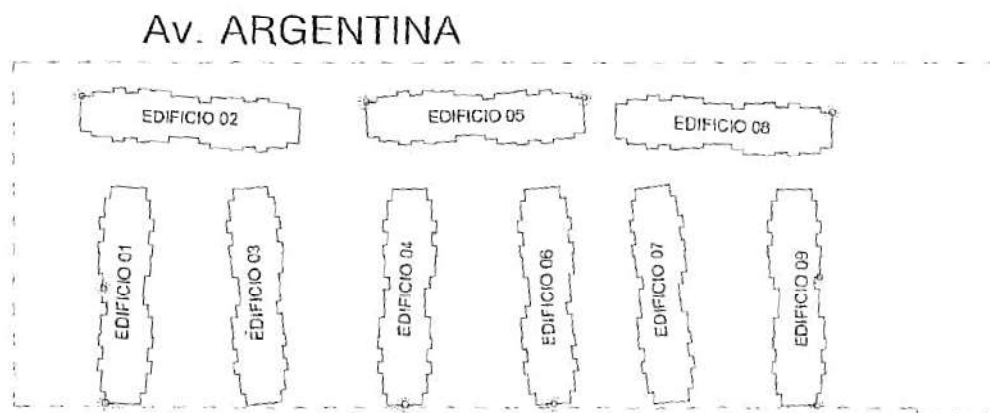 Av. ARGENTINA
EDIFICIO 02
EDIFICIO 05
EDIFICIO 08
EDIFICIO 01
EDIFICIO 03
EDIFICIO 04
EDIFICIO 06
EDIFICIO 07
EDIFICIO 09